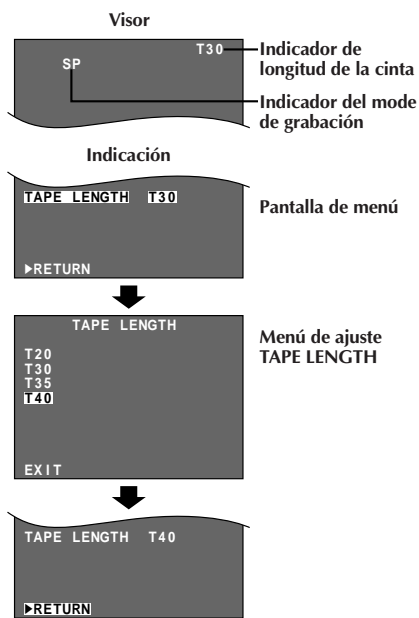 Visor
T30
SP
Indicador de
longitud de la cinta
Indicador del mode
de grabación
Indicación
TAPE LENGTH T30
▶RETURN
Pantalla de menú
TAPE LENGTH
T20
T30
T35
T40
EXIT
Menú de ajuste
TAPE LENGTH
TAPE LENGTH T40
▶RETURN